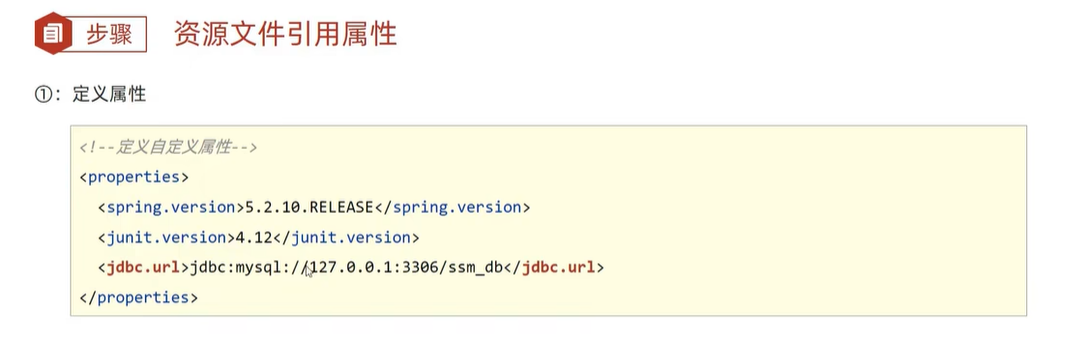 步骤
资源文件引用属性
①：定义属性
<!--定义自定义属性-->
<properties>
<spring.version>5.2.10.RELEASE</spring.version>
<junit.version>4.12</junit.version>
<jdbc.url>jdbc:mysql://127.0.0.1:3306/ssm_db</jdbc.url>
</properties>